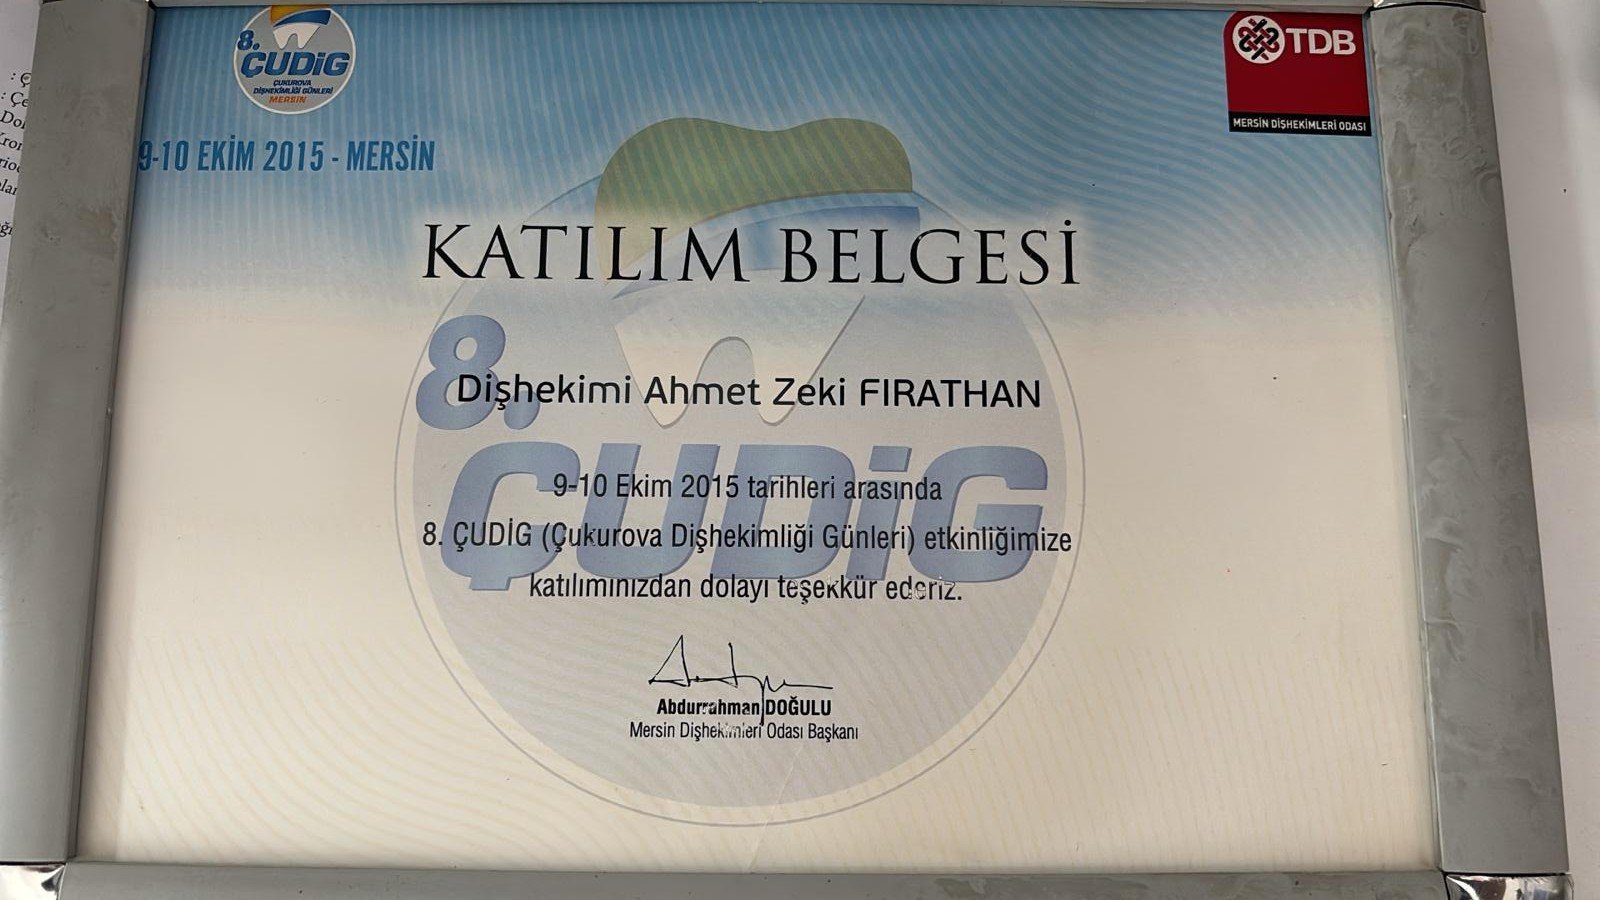 8.
ÇUDİG
ÇUKUROVA
DİŞHEKİMLİĞİ GÜNLERİ
MERSİN
TDB
MERSİN DİŞHEKİMLERİ ODASI
9-10 EKİM 2015 - MERSİN
KATILIM BELGESİ
8.
ÇUDİG
Dişhekimi Ahmet Zeki FIRATHAN
9-10 Ekim 2015 tarihleri arasında
8. ÇUDİG (Çukurova Dişhekimliği Günleri) etkinliğimize
katılımınızdan dolayı teşekkür ederiz.
Abdurrahman DOĞULU
Mersin Dişhekimleri Odası Başkanı